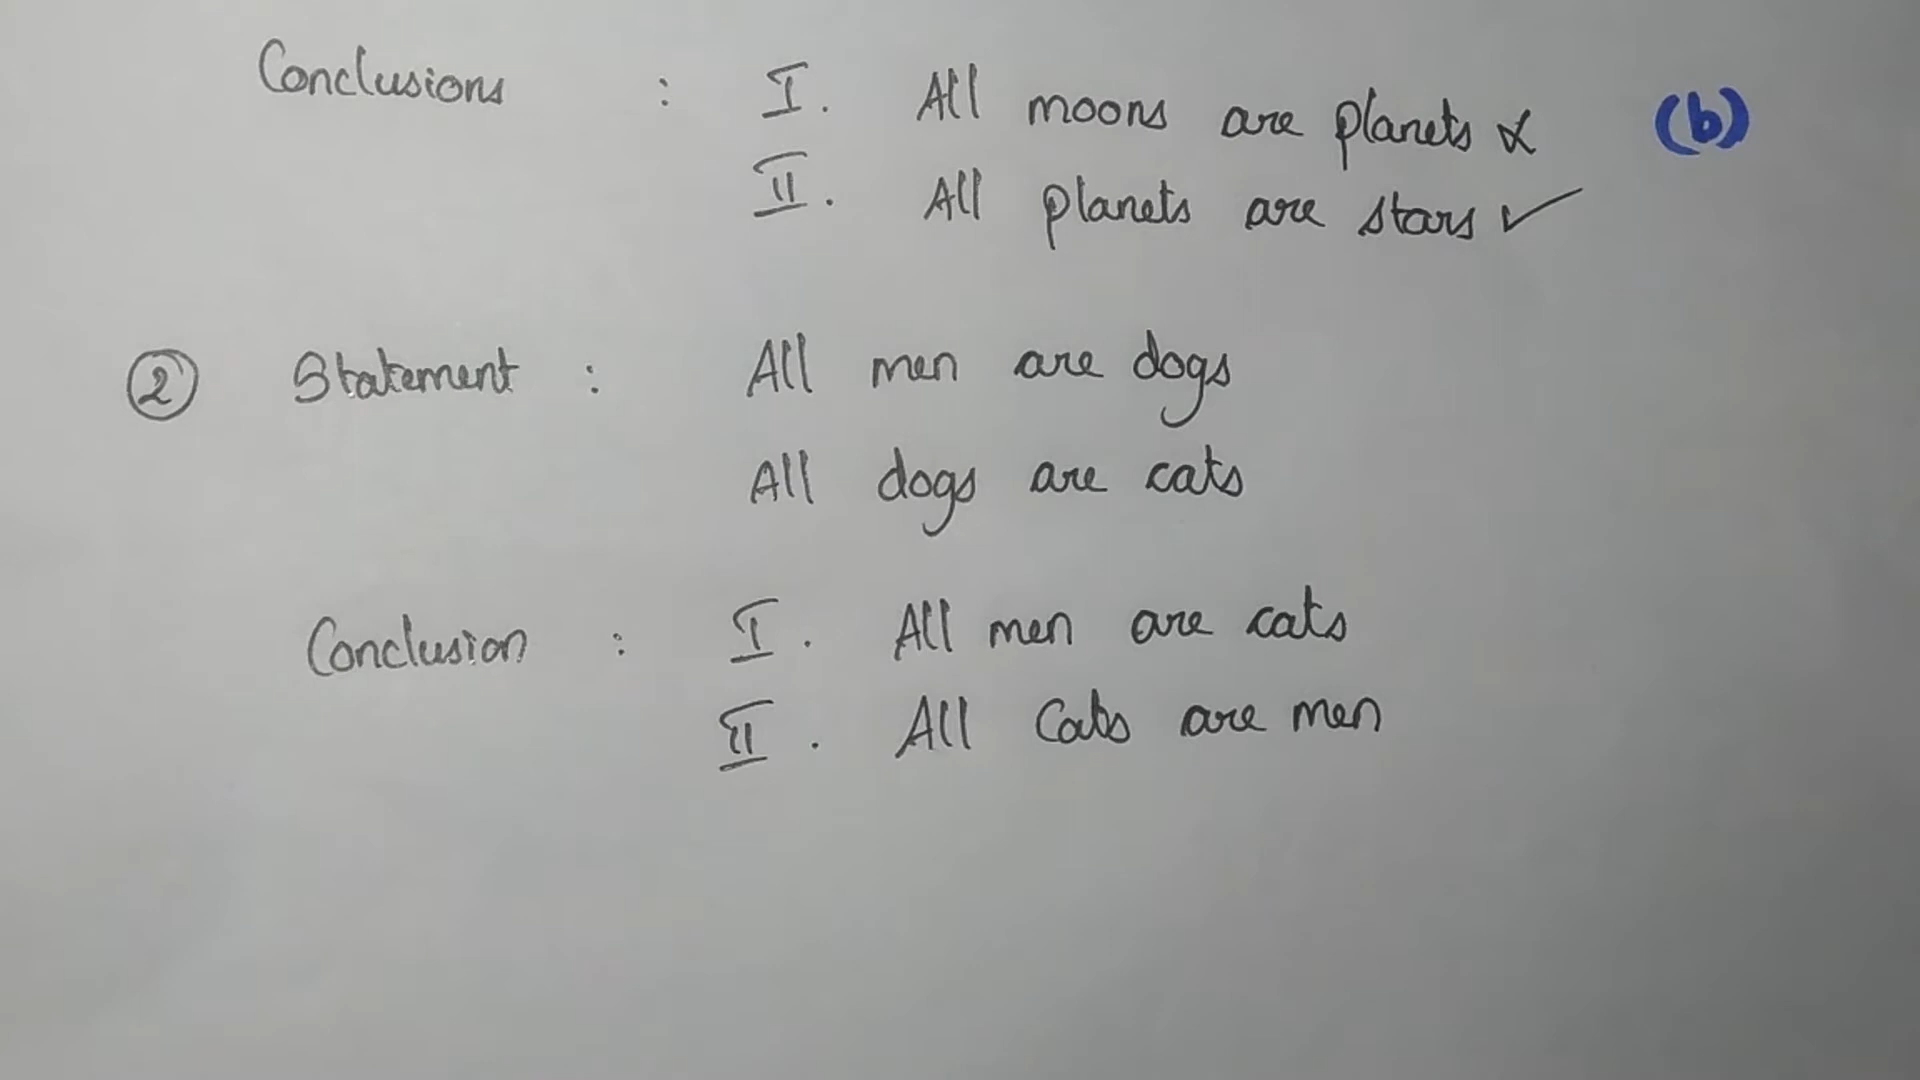 Conclusions : I. All moons are planets ✗ (b)
II. All planets are stars ✓
② Statement : All men are dogs
All dogs are cats
Conclusion : I. All men are cats
II. All Cats are men